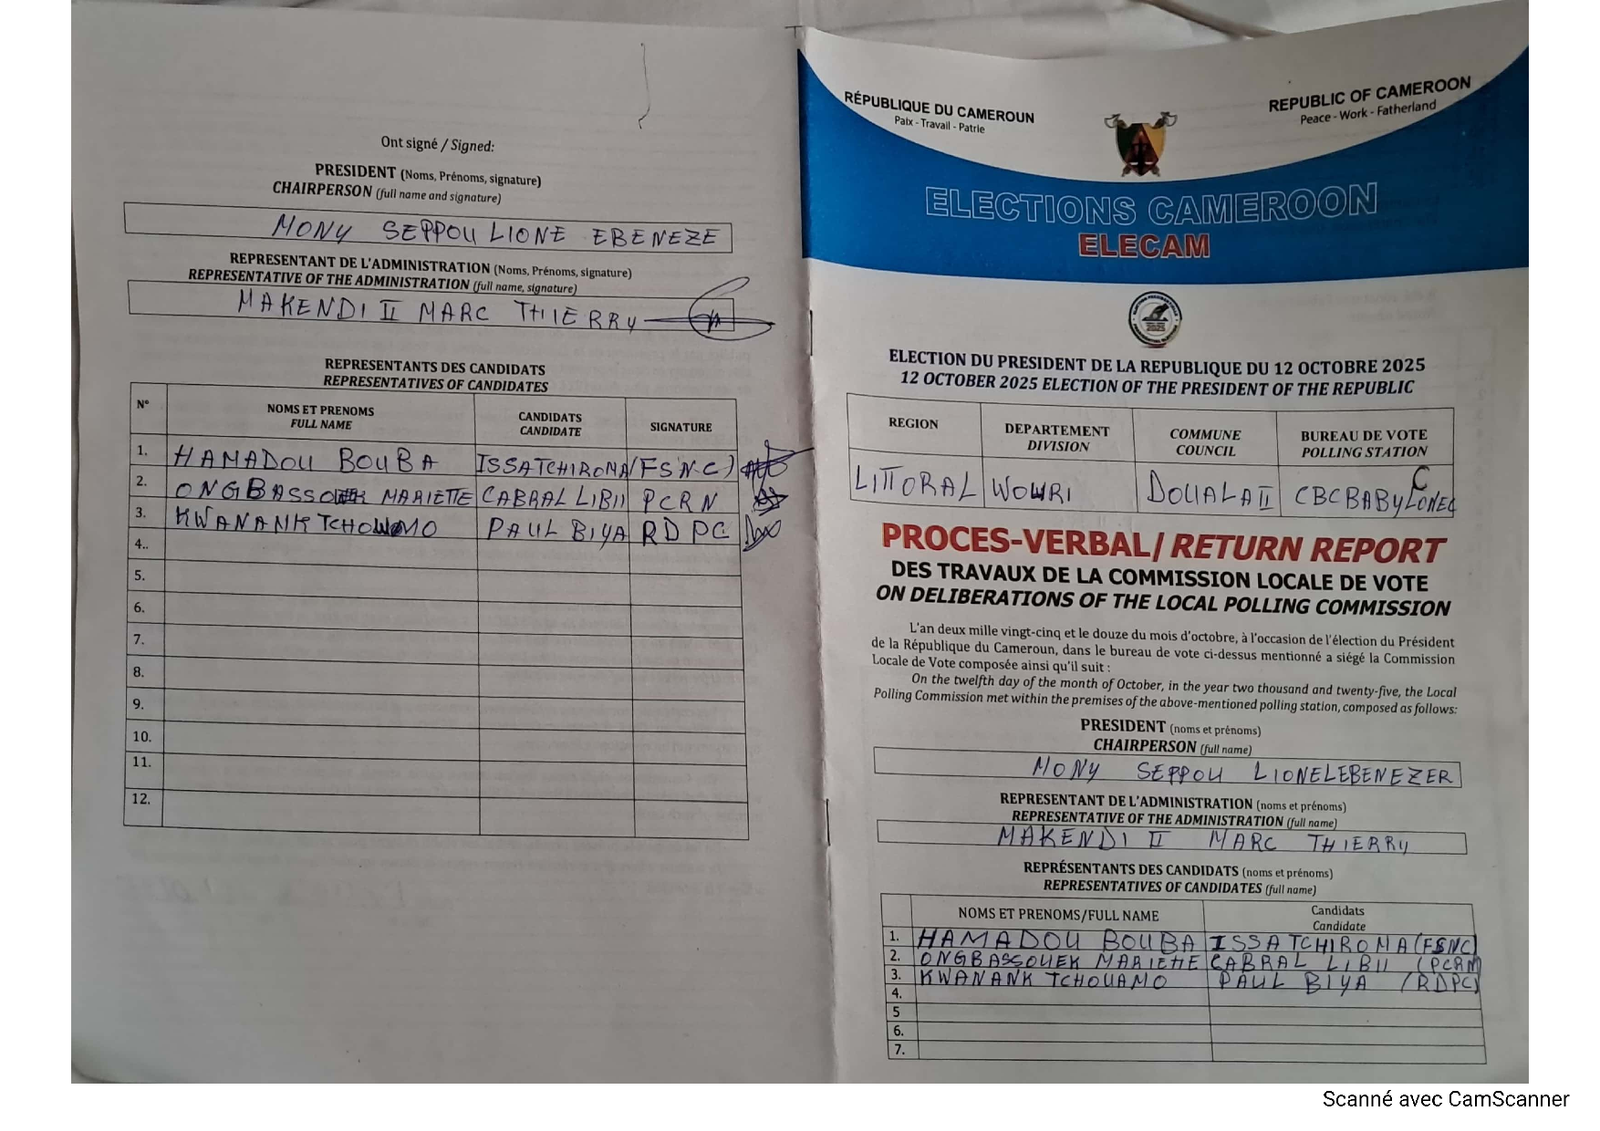 Ont signé / Signed:
PRESIDENT (Noms, Prénoms, signature)
CHAIRPERSON (full name and signature)
MONY SEPPOU LIONE EBENEZE
REPRESENTANT DE L'ADMINISTRATION (Noms, Prénoms, signature)
REPRESENTATIVE OF THE ADMINISTRATION (full name, signature)
MAKENDI II MARC THIERRY
REPRESENTANTS DES CANDIDATS
REPRESENTATIVES OF CANDIDATES
N° NOMS ET PRENOMS FULL NAME CANDIDATS CANDIDATE SIGNATURE
1. HAMADOU BOUBA ISSATCHIROMA (FSNC)
2. MARIETTE CABRAL LIBII PCRN
3. KWANANK PAUL BIYA RDPC
4..
5.
6.
7.
8.
9.
10.
11.
12.
RÉPUBLIQUE DU CAMEROUN
Paix - Travail - Patrie
REPUBLIC OF CAMEROON
Peace - Work - Fatherland
ELECTIONS CAMEROON
ELECAM
ELECTION DU PRESIDENT DE LA REPUBLIQUE DU 12 OCTOBRE 2025
12 OCTOBER 2025 ELECTION OF THE PRESIDENT OF THE REPUBLIC
REGION DEPARTEMENT DIVISION COMMUNE COUNCIL BUREAU DE VOTE POLLING STATION
LITTORAL WOURI DOUALA II CBCBABYLONEC
PROCES-VERBAL/ RETURN REPORT
DES TRAVAUX DE LA COMMISSION LOCALE DE VOTE
ON DELIBERATIONS OF THE LOCAL POLLING COMMISSION
L'an deux mille vingt-cinq et le douze du mois d'octobre, à l'occasion de l'élection du Président
de la République du Cameroun, dans le bureau de vote ci-dessus mentionné a siégé la Commission
Locale de Vote composée ainsi qu'il suit :
On the twelfth day of the month of October, in the year two thousand and twenty-five, the Local
Polling Commission met within the premises of the above-mentioned polling station, composed as follows:
PRESIDENT (noms et prénoms)
CHAIRPERSON (full name)
MONY SEPPOU LIONELEBENEZER
REPRESENTANT DE L'ADMINISTRATION (noms et prénoms)
REPRESENTATIVE OF THE ADMINISTRATION (full name)
MAKENDI II MARC THIERRY
REPRÉSENTANTS DES CANDIDATS (noms et prénoms)
REPRESENTATIVES OF CANDIDATES (full name)
NOMS ET PRENOMS/FULL NAME Candidats Candidate
1. HAMADOU BOUBA ISSA TCHIROMA (FSNC)
2. ONGBASSOUEK MARIETTE CABRAL LIBII (PCRN
3. KWANANK TCHOUAMO PAUL BIYA (RDPC)
4.
5
6.
7.
Scanné avec CamScanner